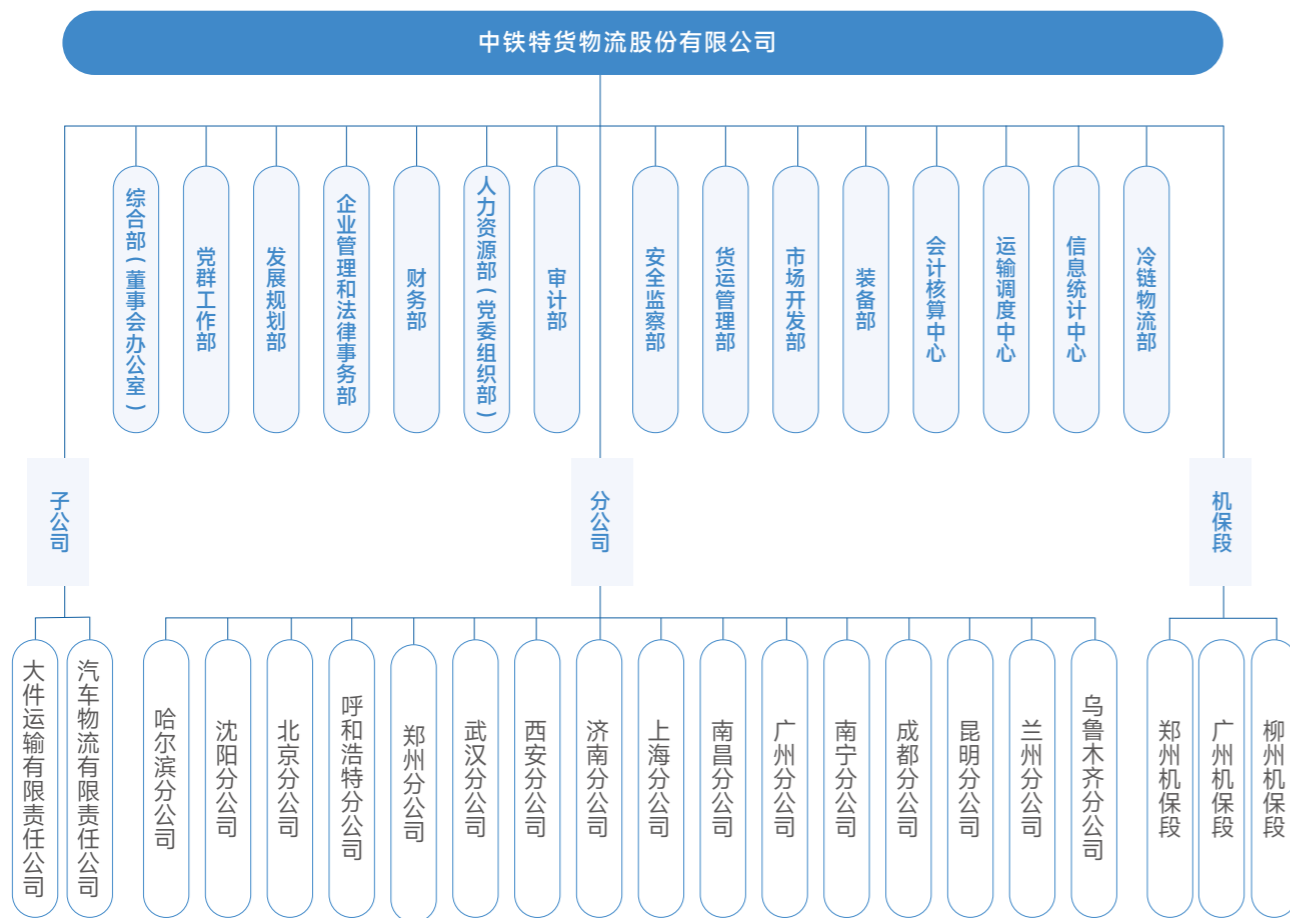 中铁特货物流股份有限公司
综合部(董事会办公室)
党群工作部
发展规划部
企业管理和法律事务部
财务部
人力资源部(党委组织部)
审计部
安全监察部
货运管理部
市场开发部
装备部
会计核算中心
运输调度中心
信息统计中心
冷链物流部
子公司
分公司
机保段
大件运输有限责任公司
汽车物流有限责任公司
哈尔滨分公司
沈阳分公司
北京分公司
呼和浩特分公司
郑州分公司
武汉分公司
西安分公司
济南分公司
上海分公司
南昌分公司
广州分公司
南宁分公司
成都分公司
昆明分公司
兰州分公司
乌鲁木齐分公司
郑州机保段
广州机保段
柳州机保段